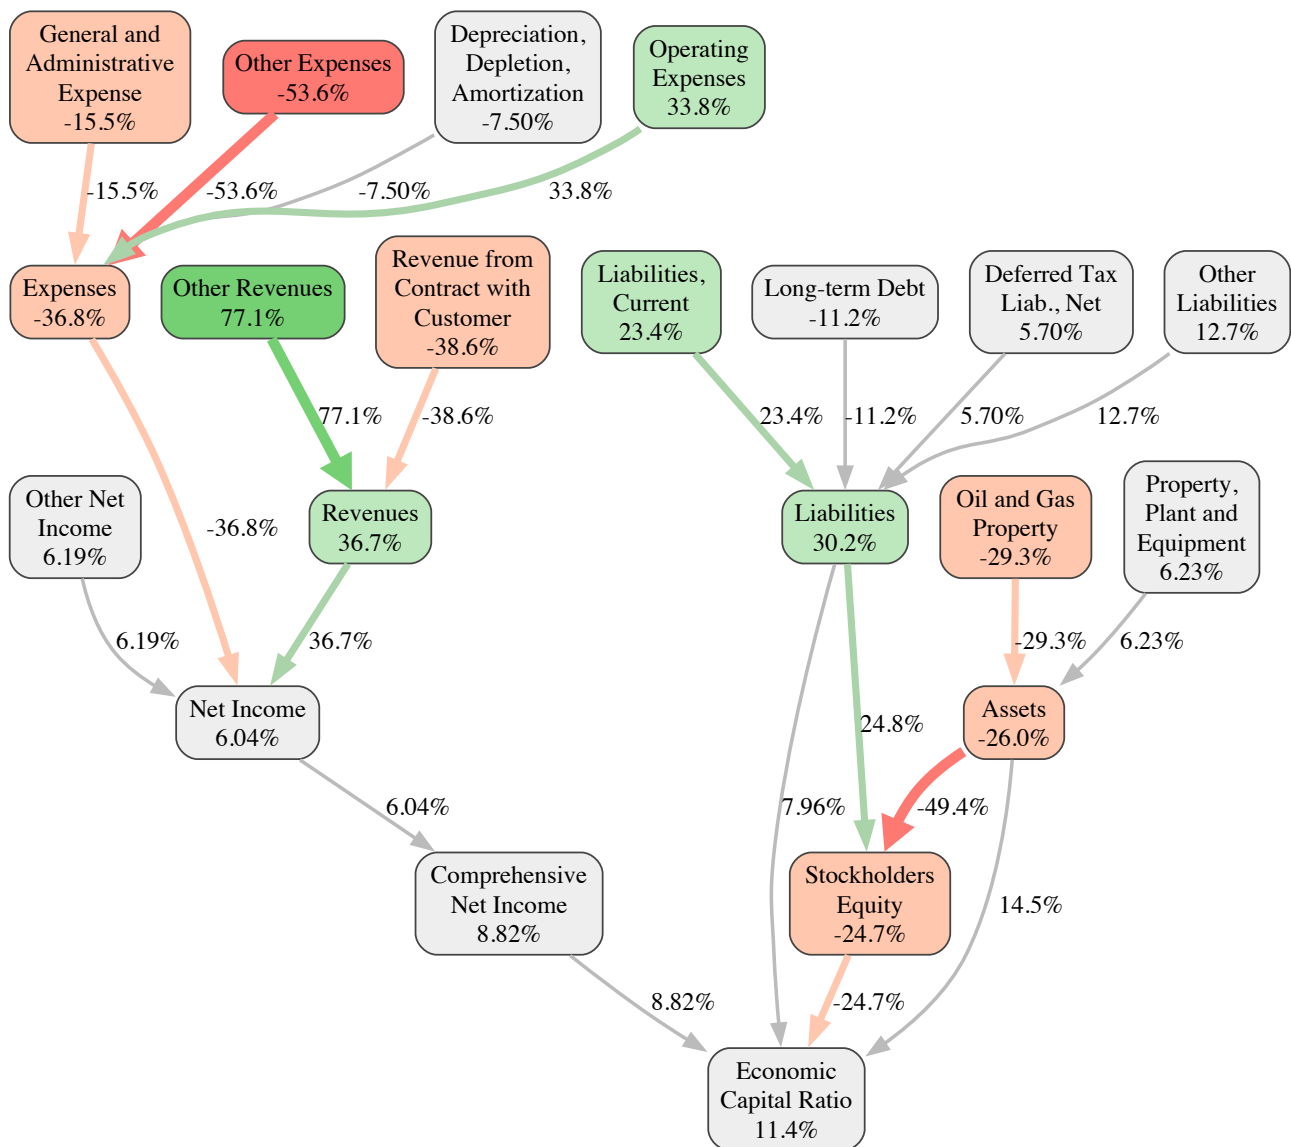 General and
Administrative
Expense
-15.5%
Other Expenses
-53.6%
Depreciation,
Depletion,
Amortization
-7.50%
Operating
Expenses
33.8%
-15.5%
-53.6%
-7.50%
33.8%
Expenses
-36.8%
Other Revenues
77.1%
Revenue from
Contract with
Customer
-38.6%
Liabilities,
Current
23.4%
Long-term Debt
-11.2%
Deferred Tax
Liab., Net
5.70%
Other
Liabilities
12.7%
77.1%
-38.6%
23.4%
-11.2%
5.70%
12.7%
Other Net
Income
6.19%
-36.8%
Revenues
36.7%
Liabilities
30.2%
Oil and Gas
Property
-29.3%
Property,
Plant and
Equipment
6.23%
6.19%
36.7%
-29.3%
6.23%
Net Income
6.04%
24.8%
Assets
-26.0%
6.04%
7.96%
-49.4%
Comprehensive
Net Income
8.82%
Stockholders
Equity
-24.7%
14.5%
8.82%
-24.7%
Economic
Capital Ratio
11.4%